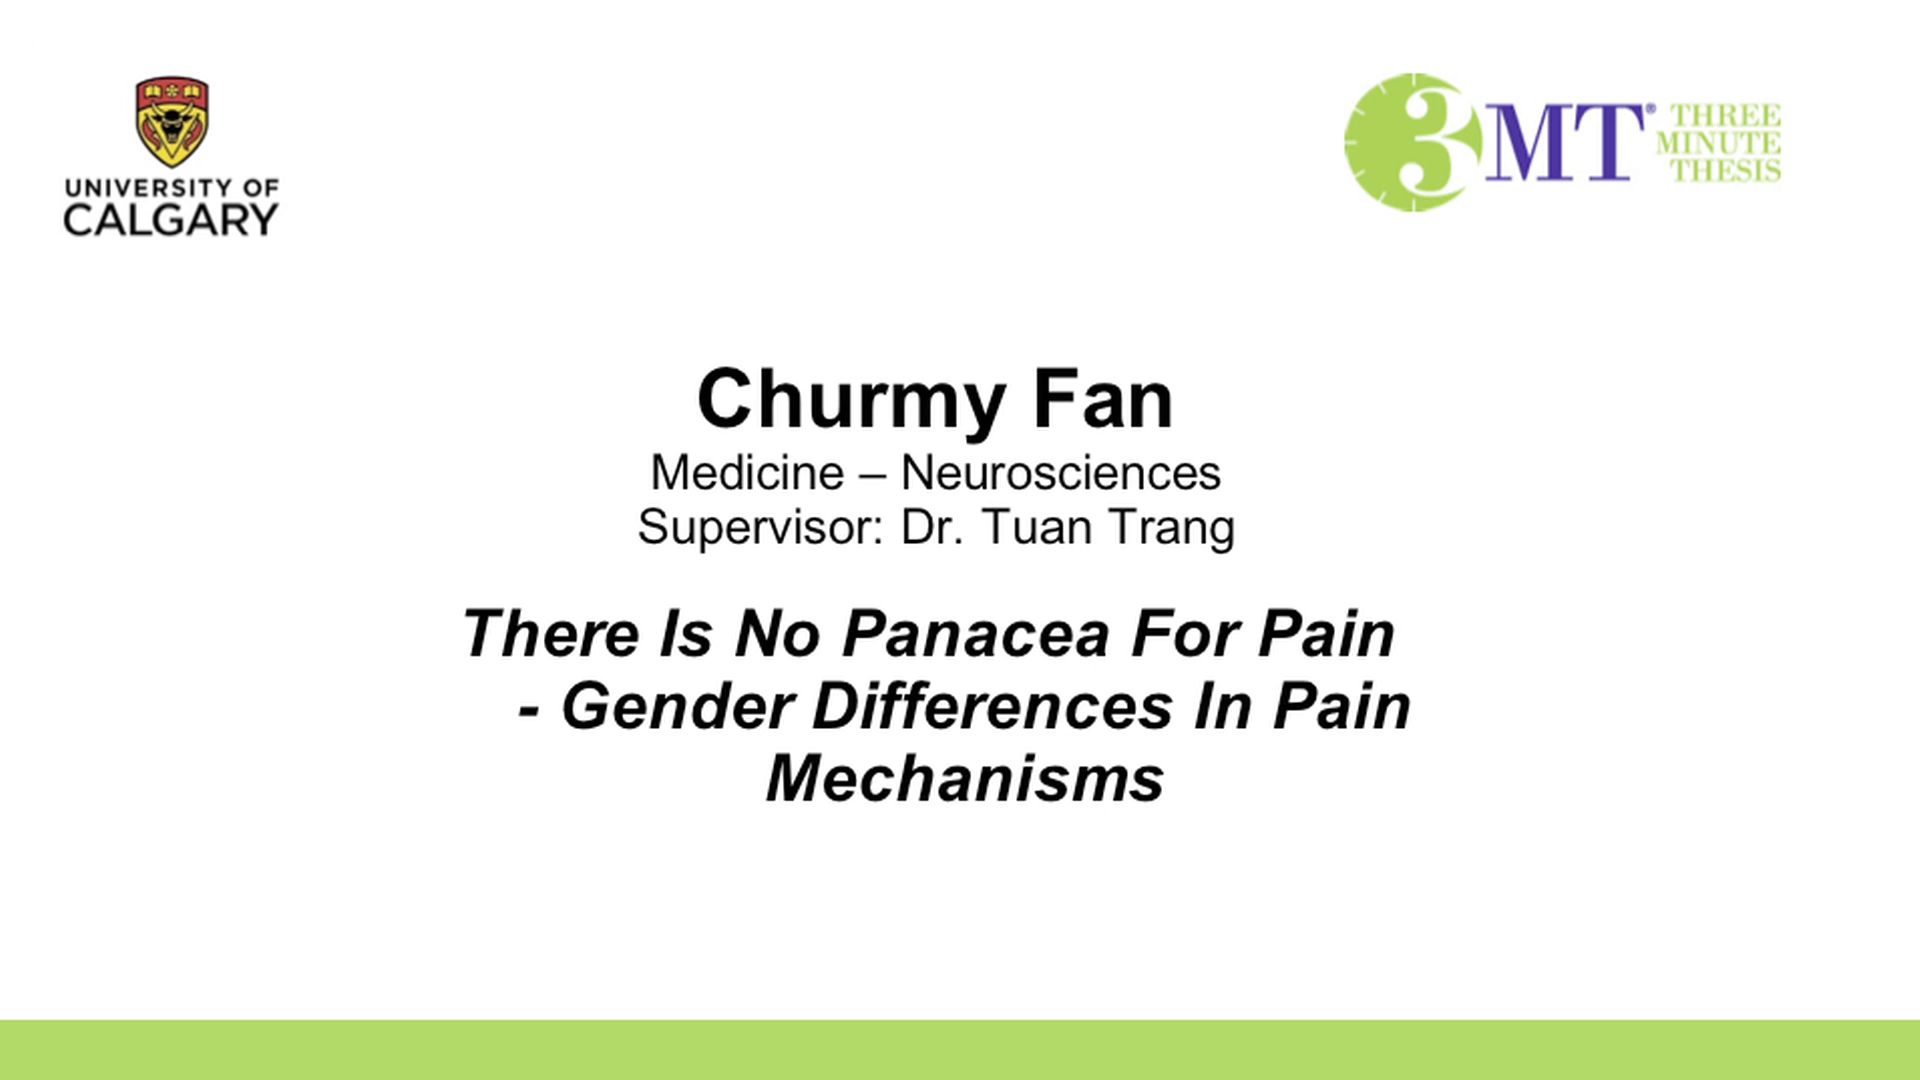 UNIVERSITY OF
CALGARY
3MT® THREE
MINUTE
THESIS
Churmy Fan
Medicine – Neurosciences
Supervisor: Dr. Tuan Trang
There Is No Panacea For Pain
- Gender Differences In Pain
Mechanisms